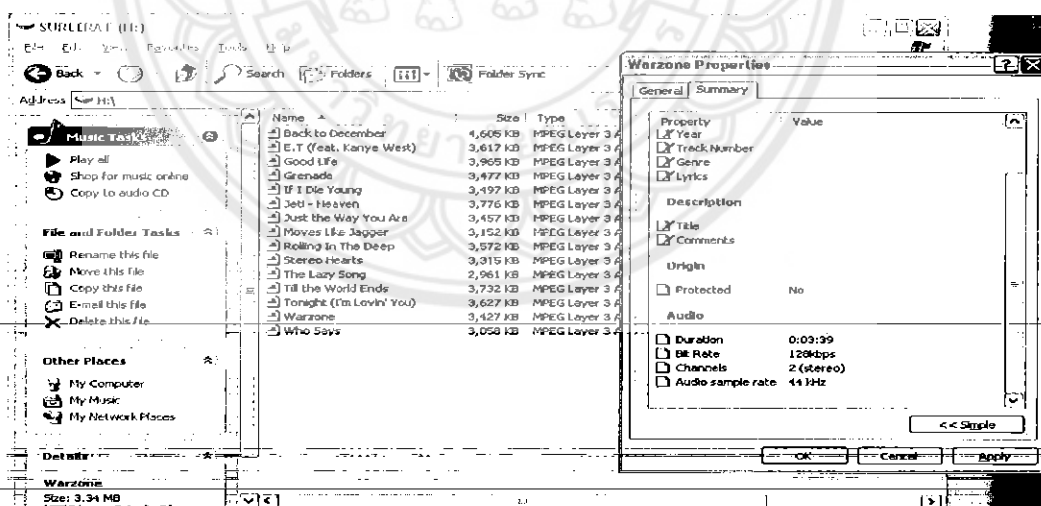 SUREERAT (H:)
File Edit View Favorites Tools Help
Back Search Folders Folder Sync
Address H:\
Music Tasks
Play all
Shop for music online
Copy to audio CD
File and Folder Tasks
Rename this file
Move this file
Copy this file
E-mail this file
Delete this file
Other Places
My Computer
My Music
My Network Places
Details
Warzone
Size: 3.34 MB
Name Size Type
Back to December 4,605 KB MPEG Layer 3 A
E.T (feat. Kanye West) 3,617 KB MPEG Layer 3 A
Good Life 3,965 KB MPEG Layer 3 A
Grenade 3,477 KB MPEG Layer 3 A
If I Die Young 3,497 KB MPEG Layer 3 A
Jeti - Heaven 3,776 KB MPEG Layer 3 A
Just the Way You Are 3,457 KB MPEG Layer 3 A
Moves Like Jagger 3,152 KB MPEG Layer 3 A
Rolling In The Deep 3,572 KB MPEG Layer 3 A
Stereo Hearts 3,315 KB MPEG Layer 3 A
The Lazy Song 2,961 KB MPEG Layer 3 A
Till the World Ends 3,732 KB MPEG Layer 3 A
Tonight (I'm Lovin' You) 3,627 KB MPEG Layer 3 A
Warzone 3,427 KB MPEG Layer 3 A
Who Says 3,058 KB MPEG Layer 3 A
Warzone Properties
General Summary
Property Value
Year
Track Number
Genre
Lyrics
Description
Title
Comments
Origin
Protected No
Audio
Duration 0:03:39
Bit Rate 128kbps
Channels 2 (stereo)
Audio sample rate 44 kHz
<< Simple
OK Cancel Apply